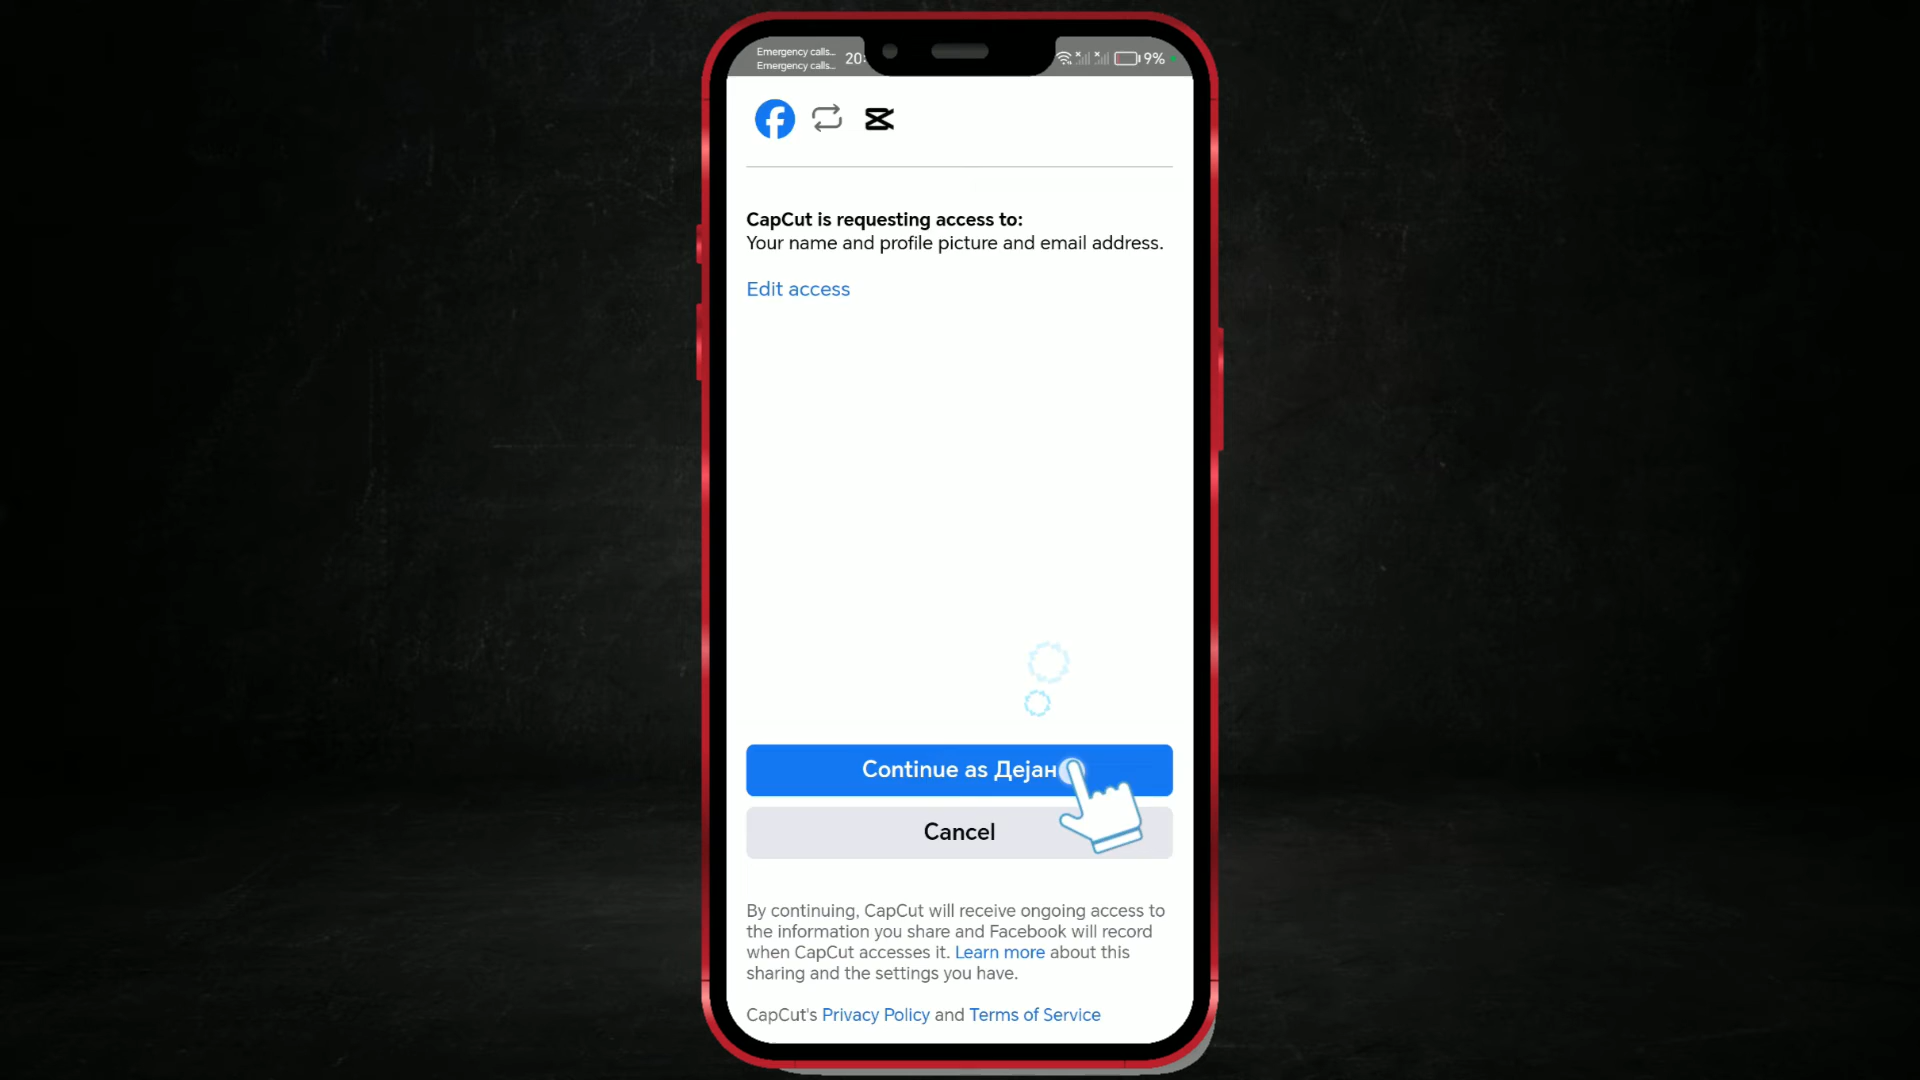 Emergency calls...
Emergency calls...
20:
9%
CapCut is requesting access to:
Your name and profile picture and email address.
Edit access
Continue as Дејан
Cancel
By continuing, CapCut will receive ongoing access to
the information you share and Facebook will record
when CapCut accesses it. Learn more about this
sharing and the settings you have.
CapCut's Privacy Policy and Terms of Service